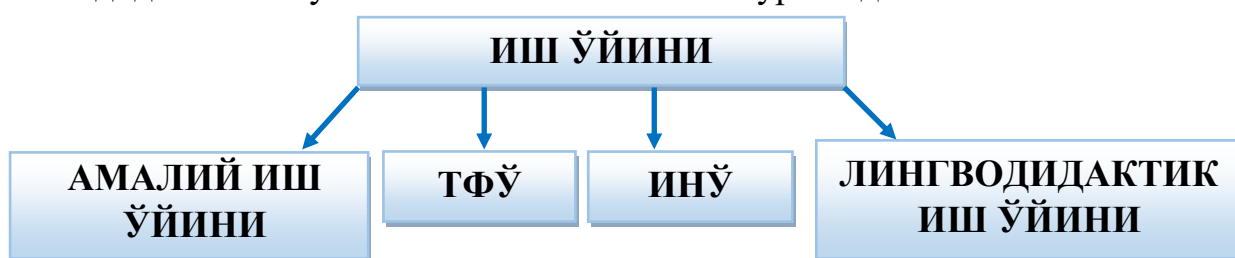 ИШ ЎЙИНИ
АМАЛИЙ ИШ
ЎЙИНИ
ТФЎ
ИНЎ
ЛИНГВОДИДАКТИК
ИШ ЎЙИНИ